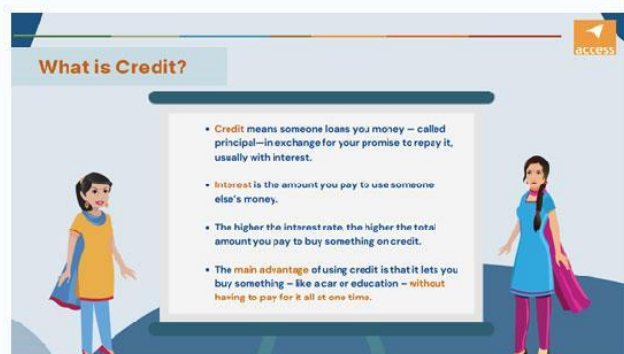 access
What is Credit?
• Credit means someone loans you money – called
principal—in exchange for your promise to repay it,
usually with interest.
• Interest is the amount you pay to use someone
else's money.
• The higher the interest rate, the higher the total
amount you pay to buy something on credit.
• The main advantage of using credit is that it lets you
buy something – like a car or education – without
having to pay for it all at one time.